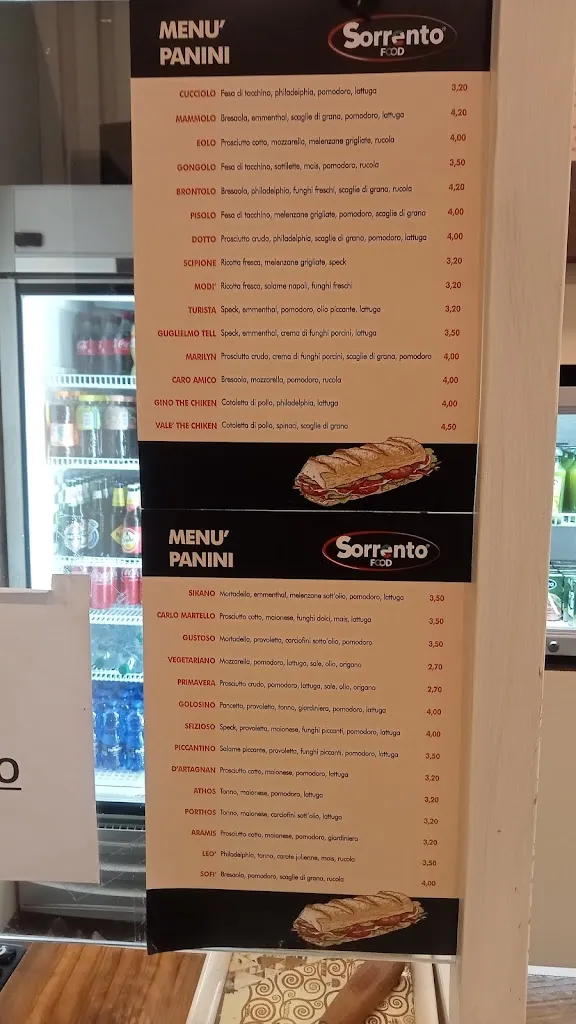 MENU' PANINI
Sorrento
FOOD
CUCCIOLO Fesa di tacchino, philadelphia, pomodoro, lattuga 3,20
MAMMOLO Bresaola, emmenthal, scaglie di grana, pomodoro, lattuga 4,20
EOLO Prosciutto cotto, mozzarella, melenzane grigliate, rucola 4,00
GONGOLO Fesa di tacchino, sottilette, mais, pomodoro, rucola 3,50
BRONTOLO Bresaola, philadelphia, funghi freschi, scaglie di grana, rucola 4,20
PISOLO Fesa di tacchino, melenzane grigliate, pomodoro, scaglie di grana 4,00
DOTTO Prosciutto crudo, philadelphia, scaglie di grana, pomodoro, lattuga 4,00
SCIPIONE Ricotta fresca, melenzane grigliate, speck 3,20
MODI' Ricotta fresca, salame napoli, funghi freschi 3,20
TURISTA Speck, emmenthal, pomodoro, olio piccante, lattuga 3,20
GUGLIELMO TELL Speck, emmenthal, crema di funghi porcini, lattuga 3,50
MARILYN Prosciutto crudo, crema di funghi porcini, scaglie di grana, pomodoro 4,00
CARO AMICO Bresaola, mozzarella, pomodoro, rucola 4,00
GINO THE CHIKEN Cotoletta di pollo, philadelphia, lattuga 4,00
VALE' THE CHIKEN Cotoletta di pollo, spinaci, scaglie di grana 4,50
MENU' PANINI
Sorrento
FOOD
SIKANO Mortadella, emmenthal, melenzane sott'olio, pomodoro, lattuga 3,50
CARLO MARTELLO Prosciutto cotto, maionese, funghi dolci, mais, lattuga 3,50
GUSTOSO Mortadella, provoletta, carciofini sotto'olio, pomodoro 3,50
VEGETARIANO Mozzarella, pomodoro, lattuga, sale, olio, origano 2,70
PRIMAVERA Prosciutto crudo, pomodoro, lattuga, sale, olio, origano 2,70
GOLOSINO Pancetta, provoletta, tonno, giardiniera, pomodoro, lattuga 4,00
SFIZIOSO Speck, provoletta, maionese, funghi piccanti, pomodoro, lattuga 4,00
PICCANTINO Salame piccante, provoletta, funghi piccanti, pomodoro, lattuga 3,50
D'ARTAGNAN Prosciutto cotto, maionese, pomodoro, lattuga 3,20
ATHOS Tonno, maionese, pomodoro, lattuga 3,20
PORTHOS Tonno, maionese, carciofini sott'olio, lattuga 3,20
ARAMIS Prosciutto cotto, maionese, pomodoro, giardiniera 3,20
LEO' Philadelphia, tonno, carote julienne, mais, rucola 3,50
SOFI' Bresaola, pomodoro, scaglie di grana, rucola 4,00
O